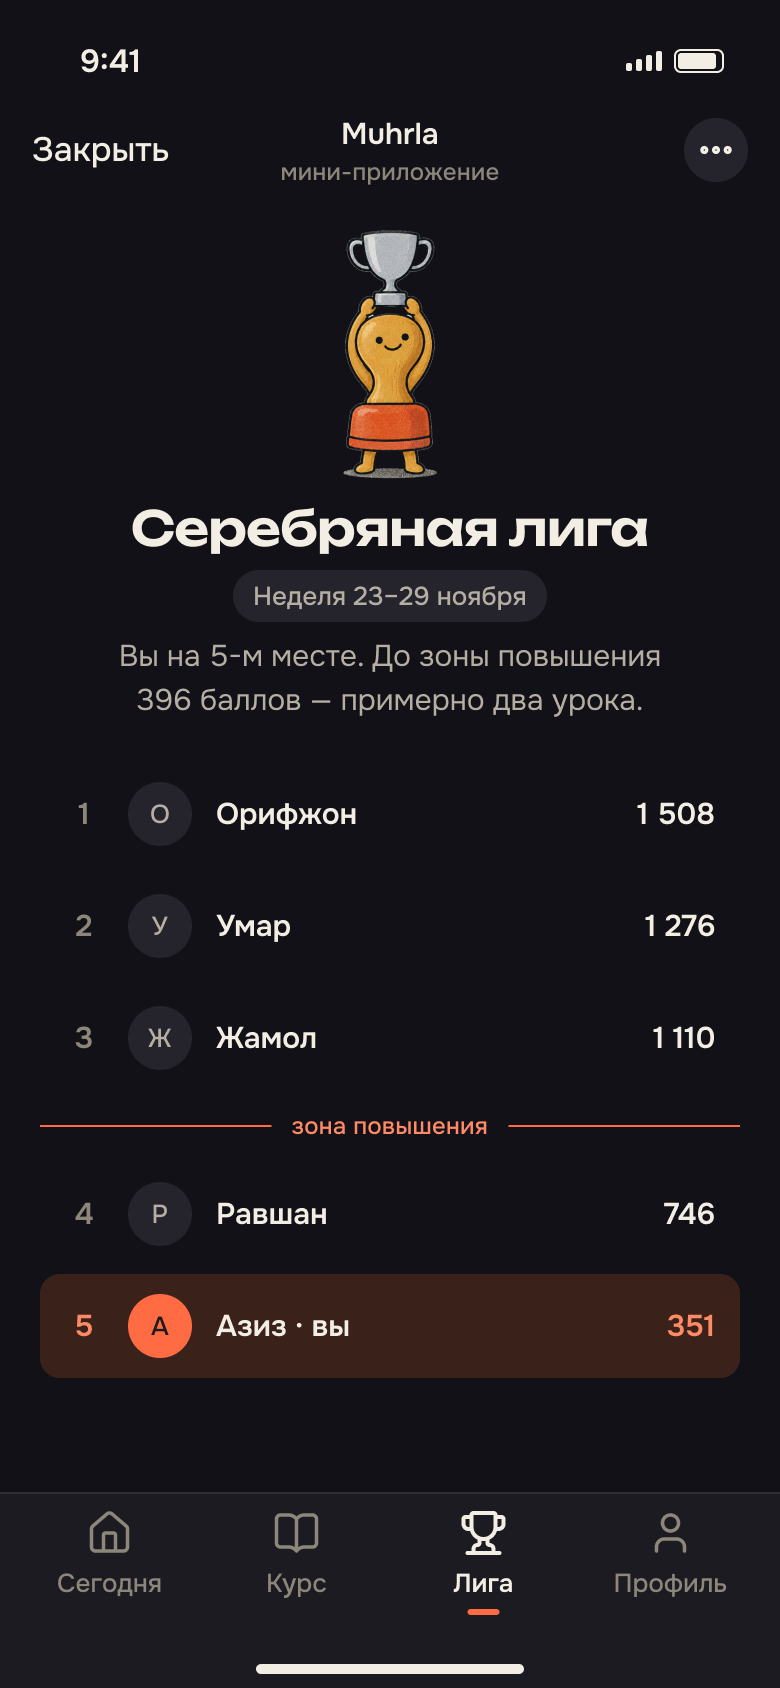 9:41
Закрыть
Muhrla
мини-приложение
Серебряная лига
Неделя 23–29 ноября
Вы на 5-м месте. До зоны повышения
396 баллов — примерно два урока.
1 О Орифжон 1 508
2 У Умар 1 276
3 Ж Жамол 1 110
зона повышения
4 Р Равшан 746
5 А Азиз · вы 351
Сегодня Курс Лига Профиль